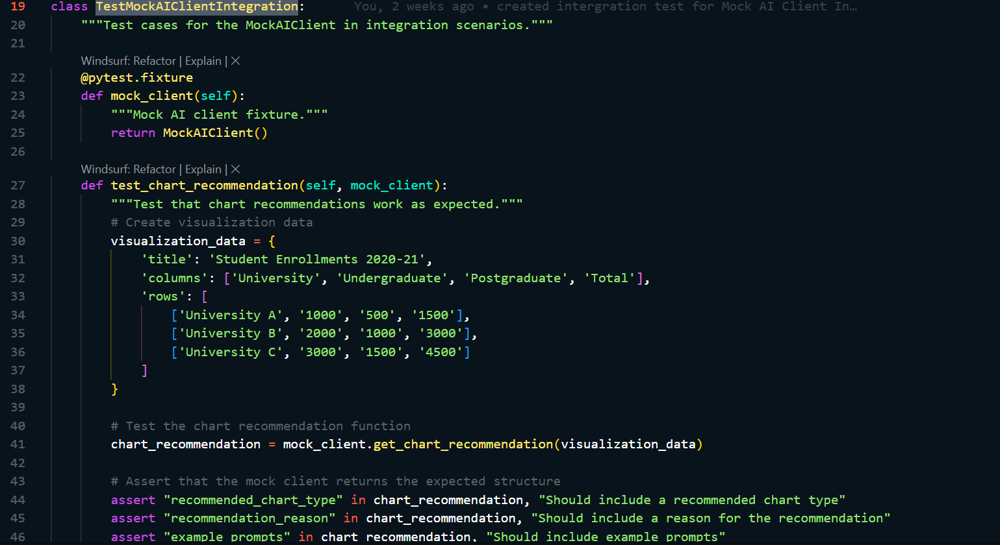 19 class TestMockAIClientIntegration: You, 2 weeks ago • created intergration test for Mock AI Client In…
20 """Test cases for the MockAIClient in integration scenarios."""
21
Windsurf: Refactor | Explain | ✕
22 @pytest.fixture
23 def mock_client(self):
24 """Mock AI client fixture."""
25 return MockAIClient()
26
Windsurf: Refactor | Explain | ✕
27 def test_chart_recommendation(self, mock_client):
28 """Test that chart recommendations work as expected."""
29 # Create visualization data
30 visualization_data = {
31 'title': 'Student Enrollments 2020-21',
32 'columns': ['University', 'Undergraduate', 'Postgraduate', 'Total'],
33 'rows': [
34 ['University A', '1000', '500', '1500'],
35 ['University B', '2000', '1000', '3000'],
36 ['University C', '3000', '1500', '4500']
37 ]
38 }
39
40 # Test the chart recommendation function
41 chart_recommendation = mock_client.get_chart_recommendation(visualization_data)
42
43 # Assert that the mock client returns the expected structure
44 assert "recommended_chart_type" in chart_recommendation, "Should include a recommended chart type"
45 assert "recommendation_reason" in chart_recommendation, "Should include a reason for the recommendation"
46 assert "example_prompts" in chart_recommendation, "Should include example prompts"